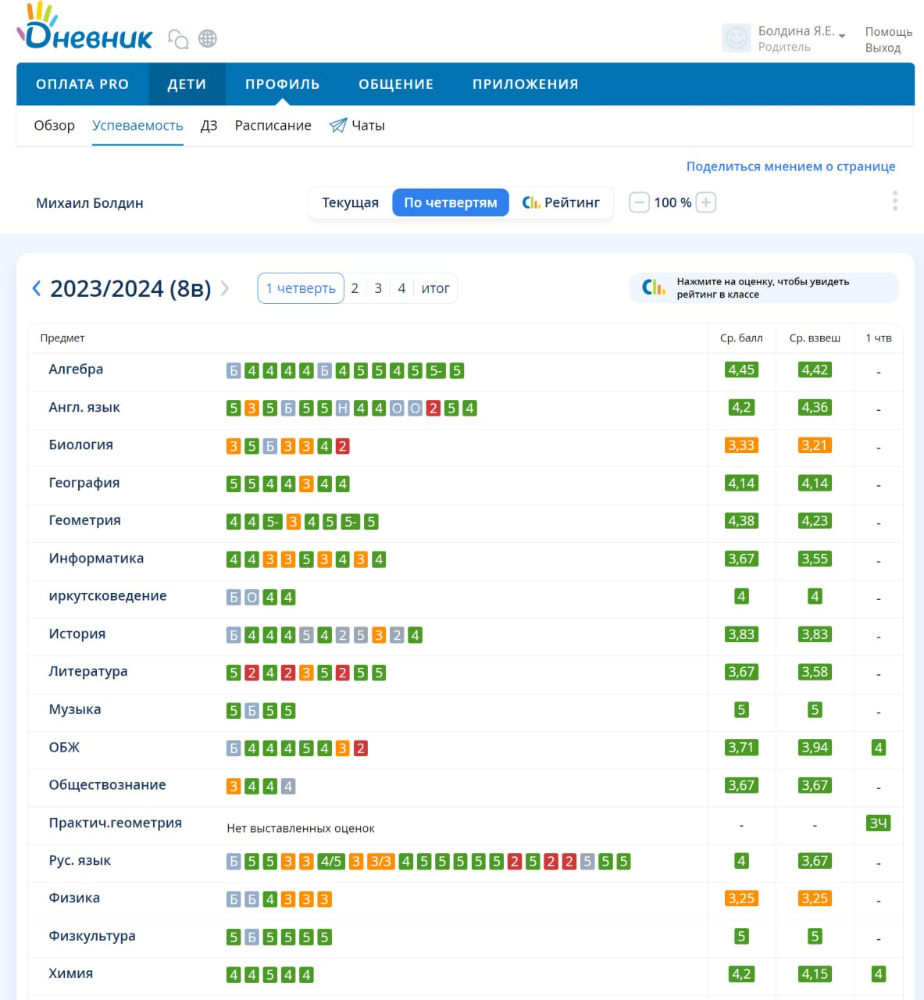 Dневник
Болдина Я.Е.
Родитель
Помощь
Выход
ОПЛАТА PRO ДЕТИ ПРОФИЛЬ ОБЩЕНИЕ ПРИЛОЖЕНИЯ
Обзор Успеваемость ДЗ Расписание Чаты
Поделиться мнением о странице
Михаил Болдин Текущая По четвертям Рейтинг − 100 % +
2023/2024 (8в) 1 четверть 2 3 4 итог
Нажмите на оценку, чтобы увидеть
рейтинг в классе
Предмет Ср. балл Ср. взвеш 1 чтв
Алгебра Б 4 4 4 4 Б 4 5 5 4 5 5- 5 4,45 4,42 -
Англ. язык 5 3 5 Б 5 5 Н 4 4 О О 2 5 4 4,2 4,36 -
Биология 3 5 Б 3 3 4 2 3,33 3,21 -
География 5 5 4 4 3 4 4 4,14 4,14 -
Геометрия 4 4 5- 3 4 5 5- 5 4,38 4,23 -
Информатика 4 4 3 3 5 3 4 3 4 3,67 3,55 -
иркутсковедение Б О 4 4 4 4 -
История Б 4 4 4 5 4 2 5 3 2 4 3,83 3,83 -
Литература 5 2 4 2 3 5 2 5 5 3,67 3,58 -
Музыка 5 Б 5 5 5 5 -
ОБЖ Б 4 4 4 5 4 3 2 3,71 3,94 4
Обществознание 3 4 4 4 3,67 3,67 -
Практич.геометрия Нет выставленных оценок - - ЗЧ
Рус. язык Б 5 5 3 3 4/5 3 3/3 4 5 5 5 5 5 2 5 2 2 5 5 5 4 3,67 -
Физика Б Б 4 3 3 3 3,25 3,25 -
Физкультура 5 Б 5 5 5 5 5 5 -
Химия 4 4 5 4 4 4,2 4,15 4